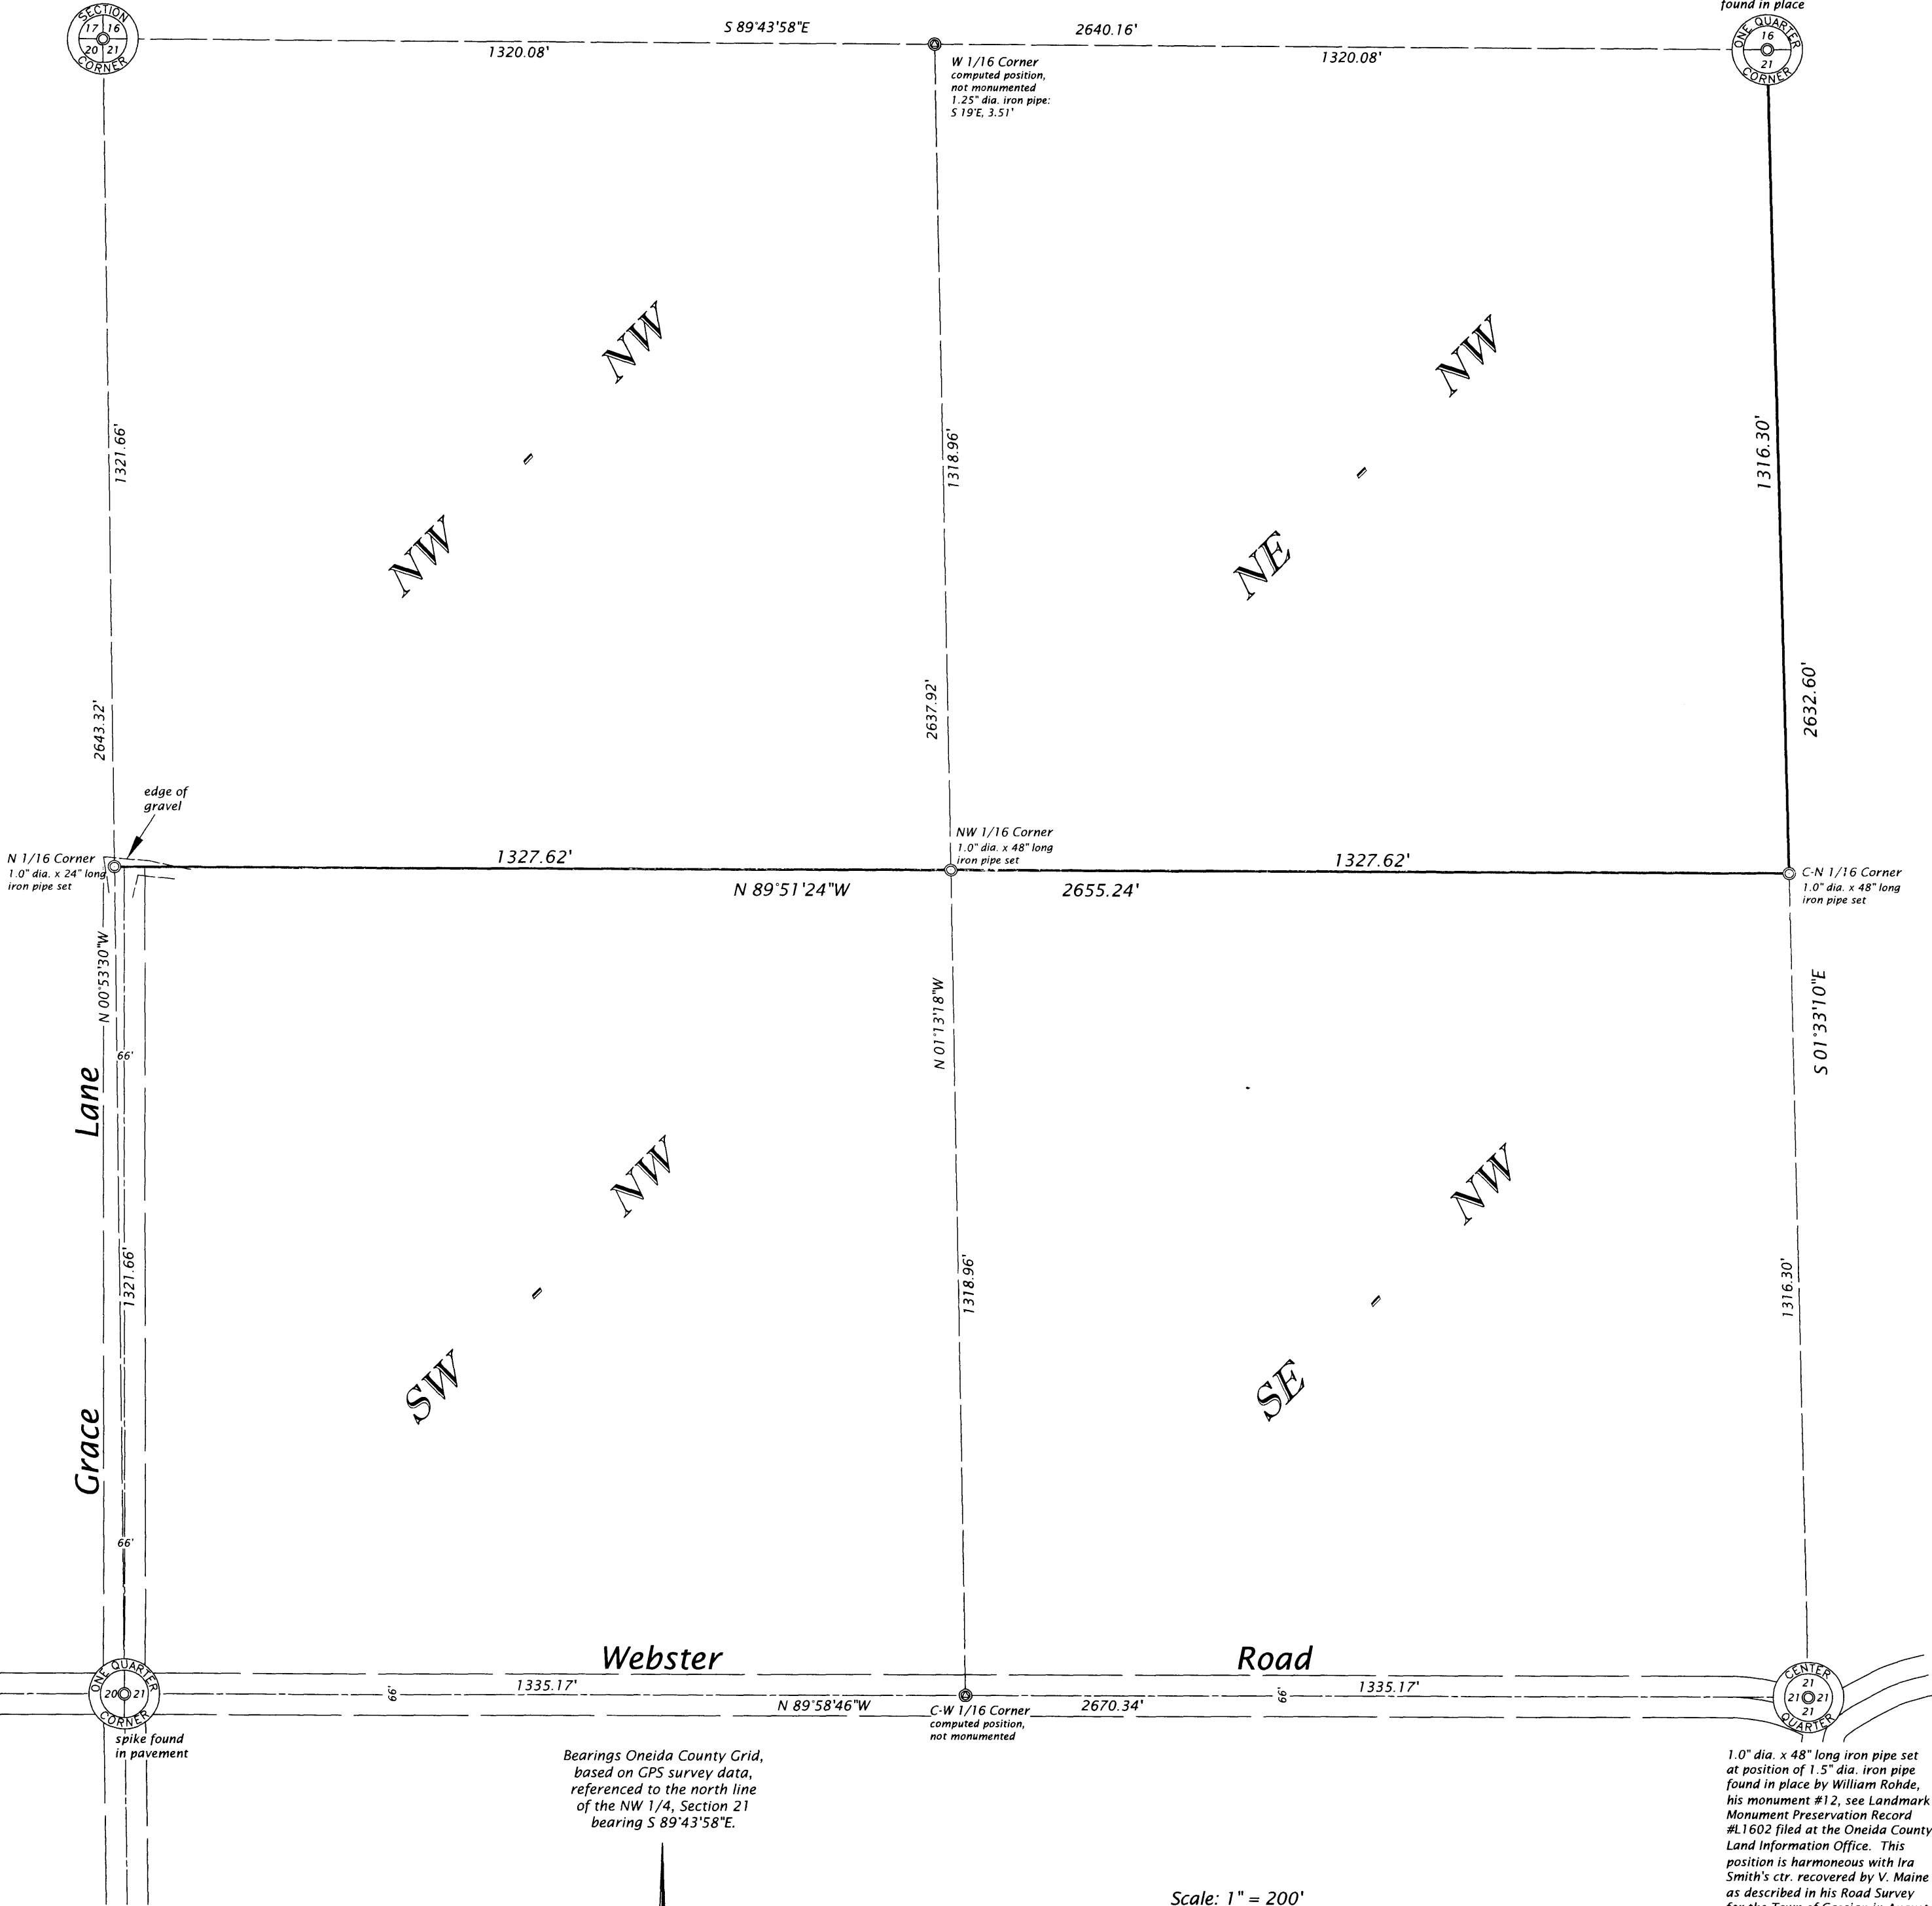 found in place
SECTION
17 16
20 21
CORNER
S 89°43'58"E
2640.16'
1320.08'
1320.08'
ONE QUARTER
16
21
CORNER
W 1/16 Corner
computed position,
not monumented
1.25" dia. iron pipe:
S 19°E, 3.51'
NW - NW
NE - NW
1321.66'
1318.96'
1316.30'
2643.32'
2637.92'
2632.60'
edge of
gravel
N 1/16 Corner
1.0" dia. x 24" long
iron pipe set
1327.62'
NW 1/16 Corner
1.0" dia. x 48" long
iron pipe set
1327.62'
C-N 1/16 Corner
1.0" dia. x 48" long
iron pipe set
N 89°51'24"W
2655.24'
N 00°53'30"W
N 01°13'18"W
S 01°33'10"E
66'
Grace Lane
SW - NW
SE - NW
1321.66'
1318.96'
1316.30'
66'
Webster Road
ONE QUARTER
20 21
CORNER
spike found
in pavement
66'
1335.17'
N 89°58'46"W
C-W 1/16 Corner
computed position,
not monumented
2670.34'
66'
1335.17'
CENTER
21
21 21
21
QUARTER
Bearings Oneida County Grid,
based on GPS survey data,
referenced to the north line
of the NW 1/4, Section 21
bearing S 89°43'58"E.
Scale: 1" = 200'
1.0" dia. x 48" long iron pipe set
at position of 1.5" dia. iron pipe
found in place by William Rohde,
his monument #12, see Landmark
Monument Preservation Record
#L1602 filed at the Oneida County
Land Information Office. This
position is harmoneous with Ira
Smith's ctr. recovered by V. Maine
as described in his Road Survey